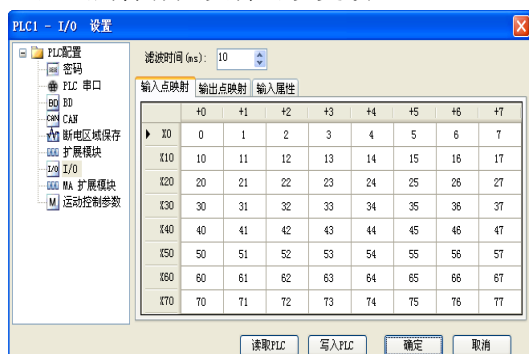 PLC1 - I/O 设置
PLC配置
密码
PLC 串口
BD BD
CAN CAN
断电区域保存
扩展模块
I/O I/O
MA 扩展模块
M 运动控制参数
滤波时间(ms): 10
输入点映射 输出点映射 输入属性
+0 +1 +2 +3 +4 +5 +6 +7
X0 0 1 2 3 4 5 6 7
X10 10 11 12 13 14 15 16 17
X20 20 21 22 23 24 25 26 27
X30 30 31 32 33 34 35 36 37
X40 40 41 42 43 44 45 46 47
X50 50 51 52 53 54 55 56 57
X60 60 61 62 63 64 65 66 67
X70 70 71 72 73 74 75 76 77
读取PLC 写入PLC 确定 取消